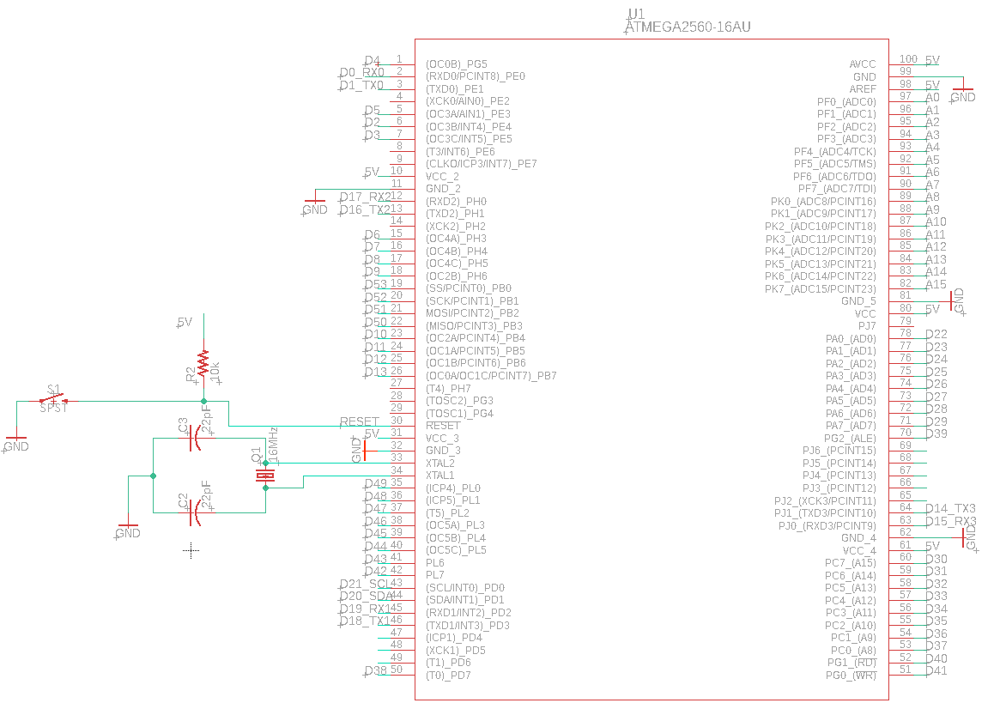 U1
ATMEGA2560-16AU
D4 1 (OC0B)_PG5 AVCC 100 5V
D0_RX0 2 (RXD0/PCINT8)_PE0 GND 99
D1_TX0 3 (TXD0)_PE1 AREF 98 5V
GND
4 (XCK0/AIN0)_PE2 PF0_(ADC0) 97 A0
D5 5 (OC3A/AIN1)_PE3 PF1_(ADC1) 96 A1
D2 6 (OC3B/INT4)_PE4 PF2_(ADC2) 95 A2
D3 7 (OC3C/INT5)_PE5 PF3_(ADC3) 94 A3
8 (T3/INT6)_PE6 PF4_(ADC4/TCK) 93 A4
9 (CLKO/ICP3/INT7)_PE7 PF5_(ADC5/TMS) 92 A5
5V 10 VCC_2 PF6_(ADC6/TDO) 91 A6
11 GND_2 PF7_(ADC7/TDI) 90 A7
D17_RX2 12 (RXD2)_PH0 PK0_(ADC8/PCINT16) 89 A8
GND
D16_TX2 13 (TXD2)_PH1 PK1_(ADC9/PCINT17) 88 A9
14 (XCK2)_PH2 PK2_(ADC10/PCINT18) 87 A10
D6 15 (OC4A)_PH3 PK3_(ADC11/PCINT19) 86 A11
D7 16 (OC4B)_PH4 PK4_(ADC12/PCINT20) 85 A12
D8 17 (OC4C)_PH5 PK5_(ADC13/PCINT21) 84 A13
D9 18 (OC2B)_PH6 PK6_(ADC14/PCINT22) 83 A14
D53 19 (SS/PCINT0)_PB0 PK7_(ADC15/PCINT23) 82 A15
D52 20 (SCK/PCINT1)_PB1 GND_5 81 GND
D51 21 MOSI/PCINT2)_PB2 VCC 80 5V
D50 22 (MISO/PCINT3)_PB3 PJ7 79
D10 23 (OC2A/PCINT4)_PB4 PA0_(AD0) 78 D22
D11 24 (OC1A/PCINT5)_PB5 PA1_(AD1) 77 D23
D12 25 (OC1B/PCINT6)_PB6 PA2_(AD2) 76 D24
D13 26 (OC0A/OC1C/PCINT7)_PB7 PA3_(AD3) 75 D25
27 (T4)_PH7 PA4_(AD4) 74 D26
28 (TOSC2)_PG3 PA5_(AD5) 73 D27
29 (TOSC1)_PG4 PA6_(AD6) 72 D28
RESET 30 RESET PA7_(AD7) 71 D29
5V 31 VCC_3 PG2_(ALE) 70 D39
GND 32 GND_3 PJ6_(PCINT15) 69
33 XTAL2 PJ5_(PCINT14) 68
34 XTAL1 PJ4_(PCINT13) 67
D49 35 (ICP4)_PL0 PJ3_(PCINT12) 66
D48 36 (ICP5)_PL1 PJ2_(XCK3/PCINT11) 65
D47 37 (T5)_PL2 PJ1_(TXD3/PCINT10) 64 D14_TX3
D46 38 (OC5A)_PL3 PJ0_(RXD3/PCINT9) 63 D15_RX3
D45 39 (OC5B)_PL4 GND_4 62 GND
D44 40 (OC5C)_PL5 VCC_4 61 5V
D43 41 PL6 PC7_(A15) 60 D30
D42 42 PL7 PC6_(A14) 59 D31
D21_SCL 43 (SCL/INT0)_PD0 PC5_(A13) 58 D32
D20_SDA 44 (SDA/INT1)_PD1 PC4_(A12) 57 D33
D19_RX1 45 (RXD1/INT2)_PD2 PC3_(A11) 56 D34
D18_TX1 46 (TXD1/INT3)_PD3 PC2_(A10) 55 D35
47 (ICP1)_PD4 PC1_(A9) 54 D36
48 (XCK1)_PD5 PC0_(A8) 53 D37
49 (T1)_PD6 PG1_(RD) 52 D40
D38 50 (T0)_PD7 PG0_(WR) 51 D41
5V
R2
10k
S1
SPST
GND
C3
22pF
Q1
16MHz
C2
22pF
GND